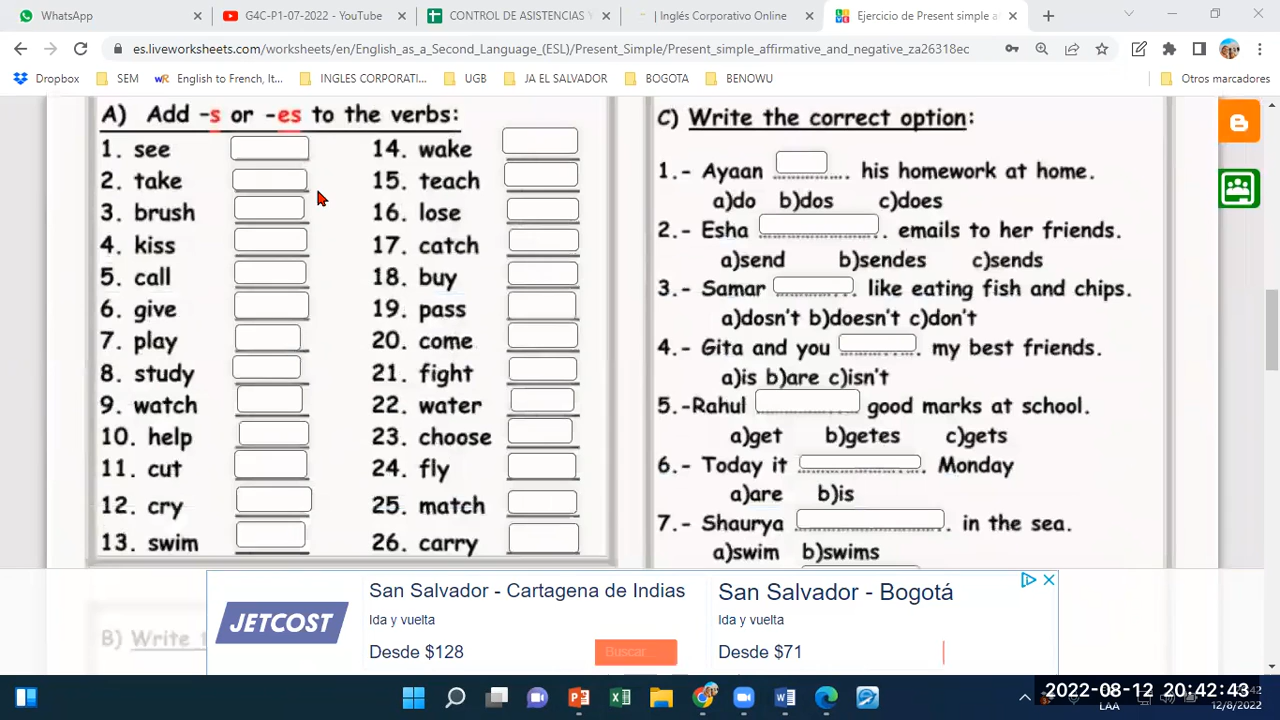 WhatsApp
G4C-P1-07-2022 - YouTube
CONTROL DE ASISTENCIAS Y
| Inglés Corporativo Online
Ejercicio de Present simple a
es.liveworksheets.com/worksheets/en/English_as_a_Second_Language_(ESL)/Present_Simple/Present_simple_affirmative_and_negative_za26318ec
Dropbox
SEM
English to French, It...
INGLES CORPORATI...
UGB
JA EL SALVADOR
BOGOTA
BENOWU
Otros marcadores
A) Add -s or -es to the verbs:
1. see
2. take
3. brush
4. kiss
5. call
6. give
7. play
8. study
9. watch
10. help
11. cut
12. cry
13. swim
14. wake
15. teach
16. lose
17. catch
18. buy
19. pass
20. come
21. fight
22. water
23. choose
24. fly
25. match
26. carry
C) Write the correct option:
1.- Ayaan ............ his homework at home.
a)do b)dos c)does
2.- Esha ............ emails to her friends.
a)send b)sendes c)sends
3.- Samar ............ like eating fish and chips.
a)dosn't b)doesn't c)don't
4.- Gita and you ............ my best friends.
a)is b)are c)isn't
5.-Rahul ............ good marks at school.
a)get b)getes c)gets
6.- Today it ............ Monday
a)are b)is
7.- Shaurya ............ in the sea.
a)swim b)swims
B) Write t
JETCOST
San Salvador - Cartagena de Indias
Ida y vuelta
Desde $128
Buscar...
San Salvador - Bogotá
Ida y vuelta
Desde $71
2022-08-12 20:42:43
LAA
12/8/2022